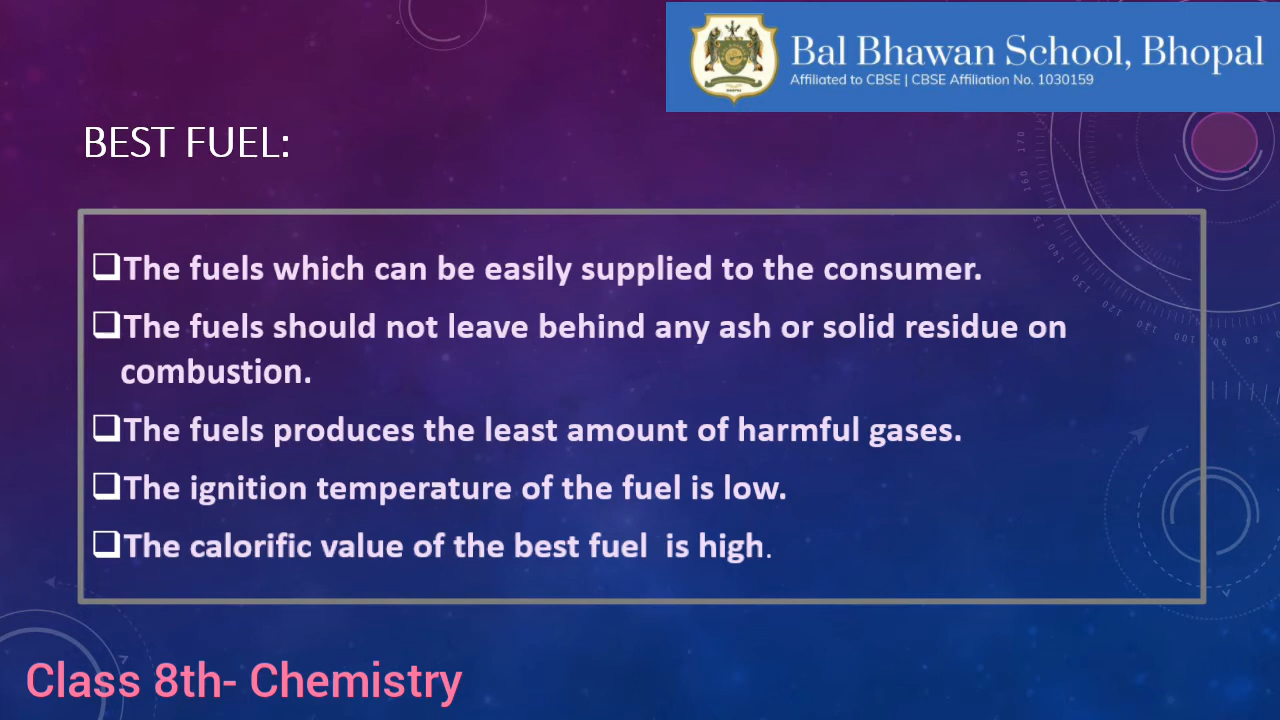 Bal Bhawan School, Bhopal
Affiliated to CBSE | CBSE Affiliation No. 1030159
BEST FUEL:
❑The fuels which can be easily supplied to the consumer.
❑The fuels should not leave behind any ash or solid residue on
combustion.
❑The fuels produces the least amount of harmful gases.
❑The ignition temperature of the fuel is low.
❑The calorific value of the best fuel  is high.
Class 8th- Chemistry